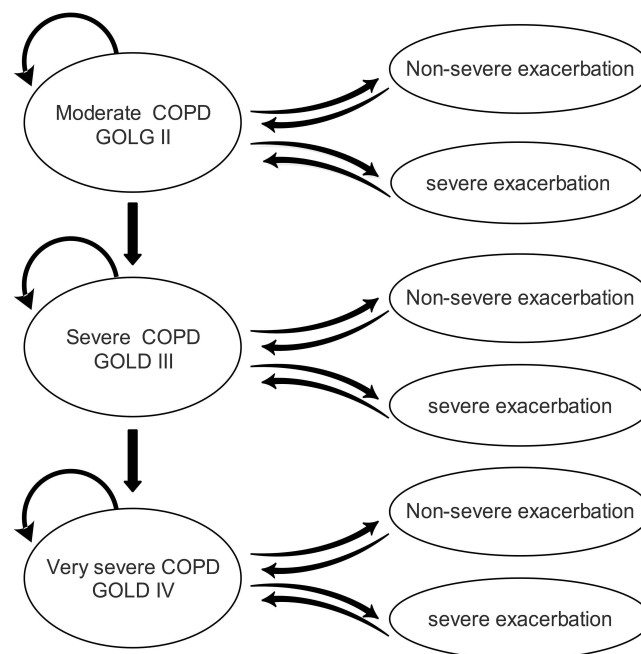 Moderate COPD
GOLG II
Non-severe exacerbation
severe exacerbation
Severe COPD
GOLD III
Non-severe exacerbation
severe exacerbation
Very severe COPD
GOLD IV
Non-severe exacerbation
severe exacerbation